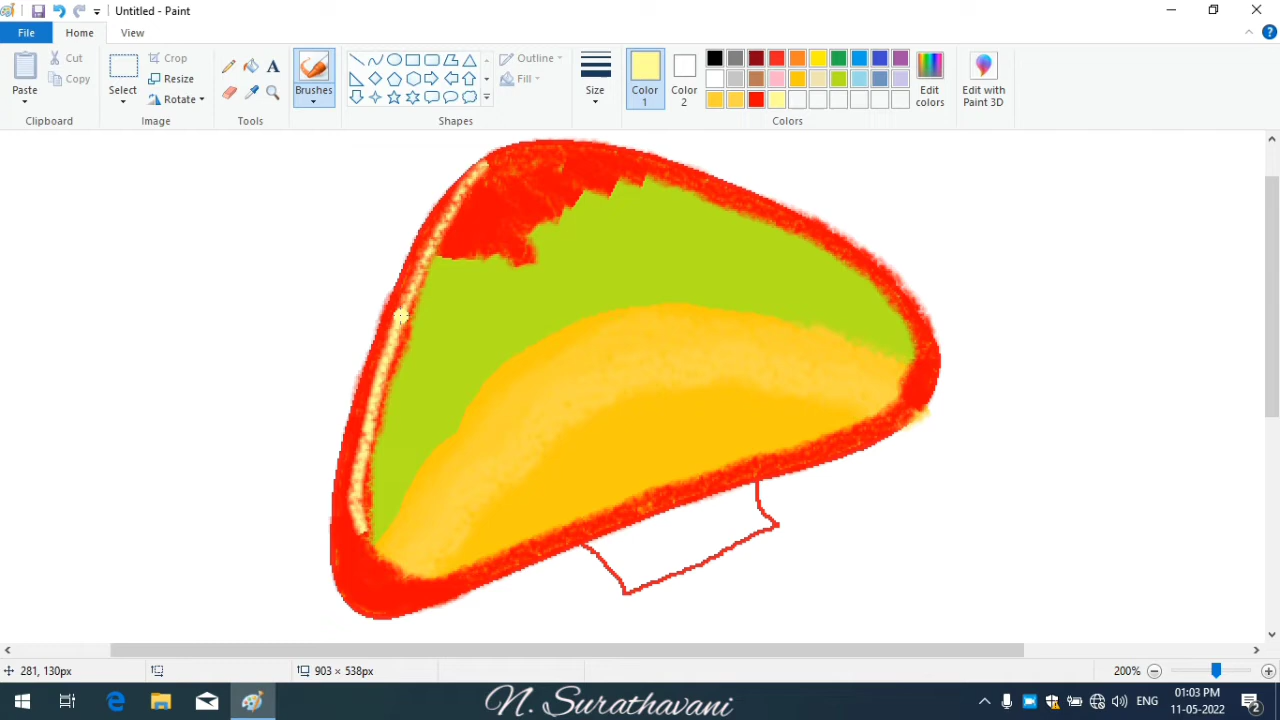 Untitled - Paint
File
Home
View
Paste
Cut
Copy
Clipboard
Select
Crop
Resize
Rotate
Image
Tools
Brushes
Outline
Fill
Shapes
Size
Color 1
Color 2
Edit colors
Edit with Paint 3D
Colors
281, 130px
903 × 538px
200%
N. Surathavani
ENG
01:03 PM
11-05-2022
2